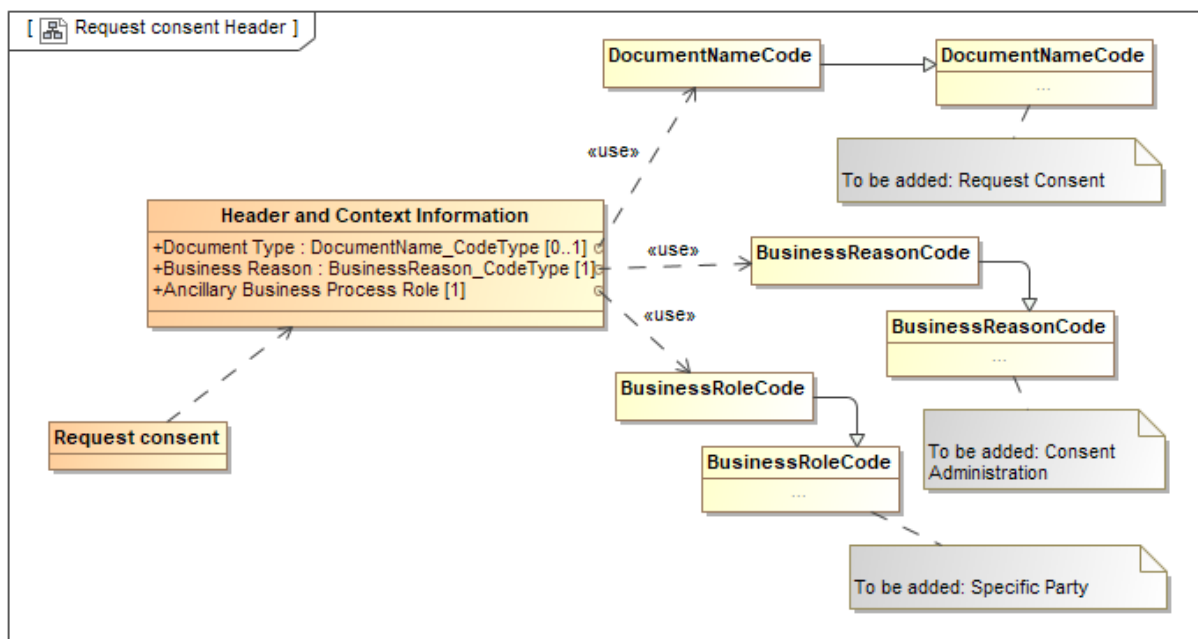 [ Request consent Header ]
DocumentNameCode
DocumentNameCode
...
«use»
To be added: Request Consent
Header and Context Information
+Document Type : DocumentName_CodeType [0..1]
+Business Reason : BusinessReason_CodeType [1]
+Ancillary Business Process Role [1]
«use»
BusinessReasonCode
«use»
BusinessReasonCode
...
BusinessRoleCode
Request consent
To be added: Consent
Administration
BusinessRoleCode
...
To be added: Specific Party